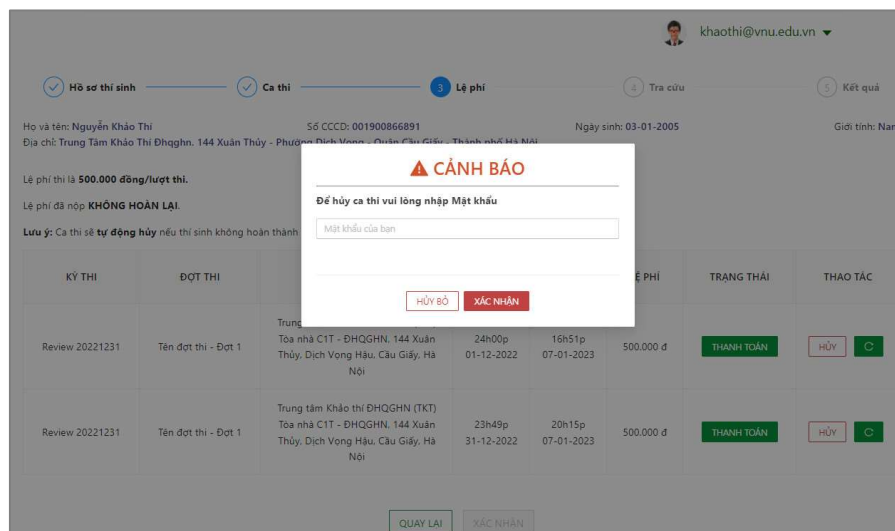 khaothi@vnu.edu.vn
Hồ sơ thí sinh
Ca thi
3 Lệ phí
4 Tra cứu
5 Kết quả
Họ và tên: Nguyễn Khảo Thí
Số CCCD: 001900866891
Ngày sinh: 03-01-2005
Giới tính: Nam
Địa chỉ: Trung Tâm Khảo Thí Đhqghn. 144 Xuân Thủy - Phường Dịch Vọng - Quận Cầu Giấy - Thành phố Hà Nội
Lệ phí thi là 500.000 đồng/lượt thi.
Lệ phí đã nộp KHÔNG HOÀN LẠI.
Lưu ý: Ca thi sẽ tự động hủy nếu thí sinh không hoàn thành
CẢNH BÁO
Để hủy ca thi vui lòng nhập Mật khẩu
Mật khẩu của bạn
HỦY BỎ
XÁC NHẬN
KỲ THI
ĐỢT THI
Ệ PHÍ
TRẠNG THÁI
THAO TÁC
Review 20221231
Tên đợt thi - Đợt 1
Trung
Tòa nhà C1T - ĐHQGHN. 144 Xuân
Thủy, Dịch Vọng Hậu, Cầu Giấy, Hà
Nội
24h00p
01-12-2022
16h51p
07-01-2023
500.000 đ
THANH TOÁN
HỦY
Review 20221231
Tên đợt thi - Đợt 1
Trung tâm Khảo thí ĐHQGHN (TKT)
Tòa nhà C1T - ĐHQGHN. 144 Xuân
Thủy, Dịch Vọng Hậu, Cầu Giấy, Hà
Nội
23h49p
31-12-2022
20h15p
07-01-2023
500.000 đ
THANH TOÁN
HỦY
QUAY LẠI
XÁC NHẬN